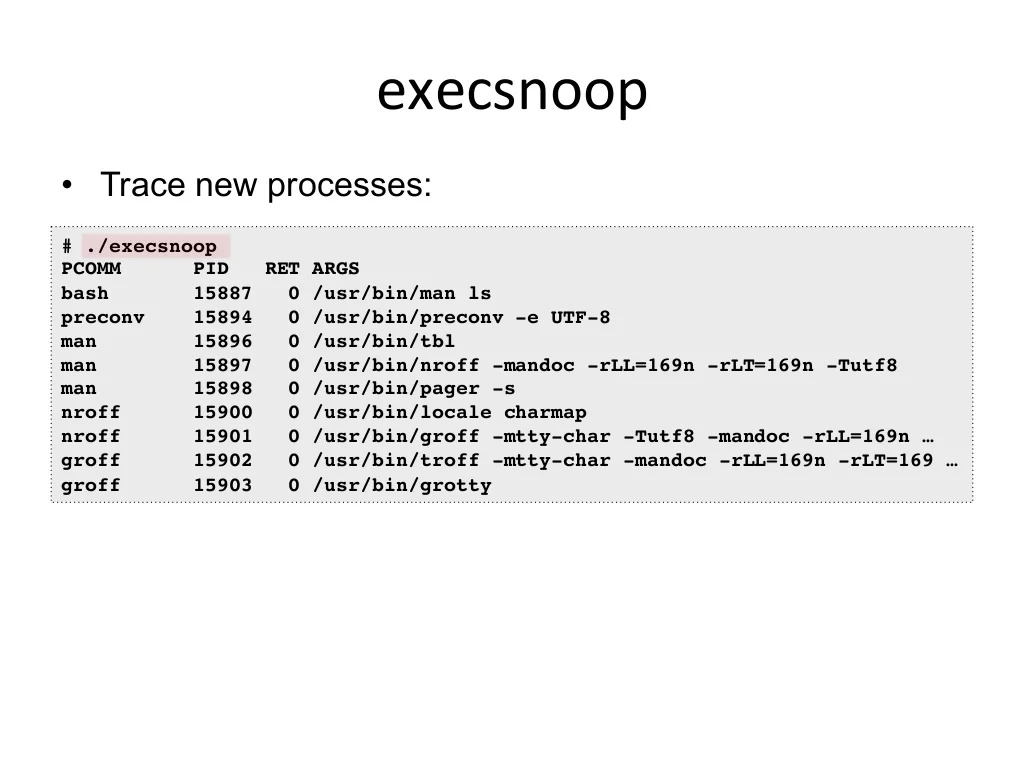 execsnoop
• Trace new processes:
# ./execsnoop
PCOMM      PID   RET ARGS
bash       15887   0 /usr/bin/man ls
preconv    15894   0 /usr/bin/preconv -e UTF-8
man        15896   0 /usr/bin/tbl
man        15897   0 /usr/bin/nroff -mandoc -rLL=169n -rLT=169n -Tutf8
man        15898   0 /usr/bin/pager -s
nroff      15900   0 /usr/bin/locale charmap
nroff      15901   0 /usr/bin/groff -mtty-char -Tutf8 -mandoc -rLL=169n …
groff      15902   0 /usr/bin/troff -mtty-char -mandoc -rLL=169n -rLT=169 …
groff      15903   0 /usr/bin/grotty